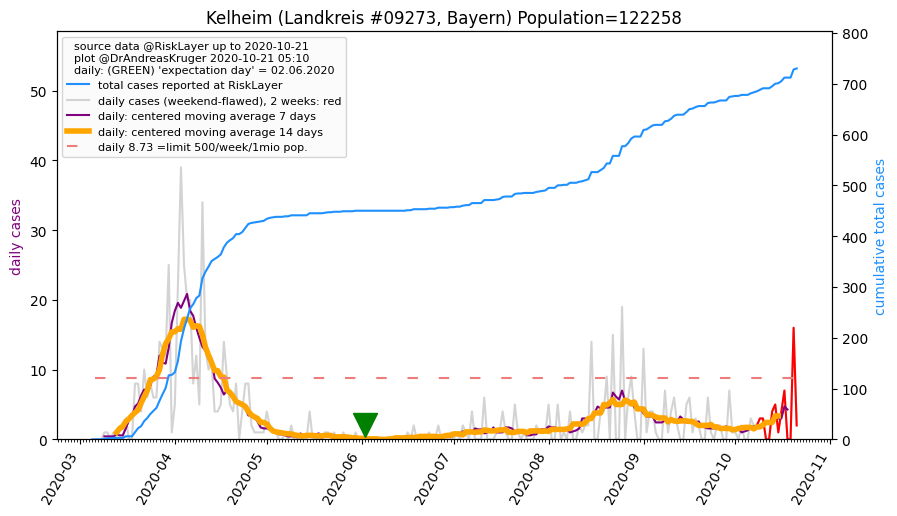 Kelheim (Landkreis #09273, Bayern) Population=122258
source data @RiskLayer up to 2020-10-21
plot @DrAndreasKruger 2020-10-21 05:10
daily: (GREEN) 'expectation day' = 02.06.2020
total cases reported at RiskLayer
daily cases (weekend-flawed), 2 weeks: red
daily: centered moving average 7 days
daily: centered moving average 14 days
daily 8.73 =limit 500/week/1mio pop.
daily cases
50
40
30
20
10
0
cumulative total cases
800
700
600
500
400
300
200
100
0
2020-03
2020-04
2020-05
2020-06
2020-07
2020-08
2020-09
2020-10
2020-11